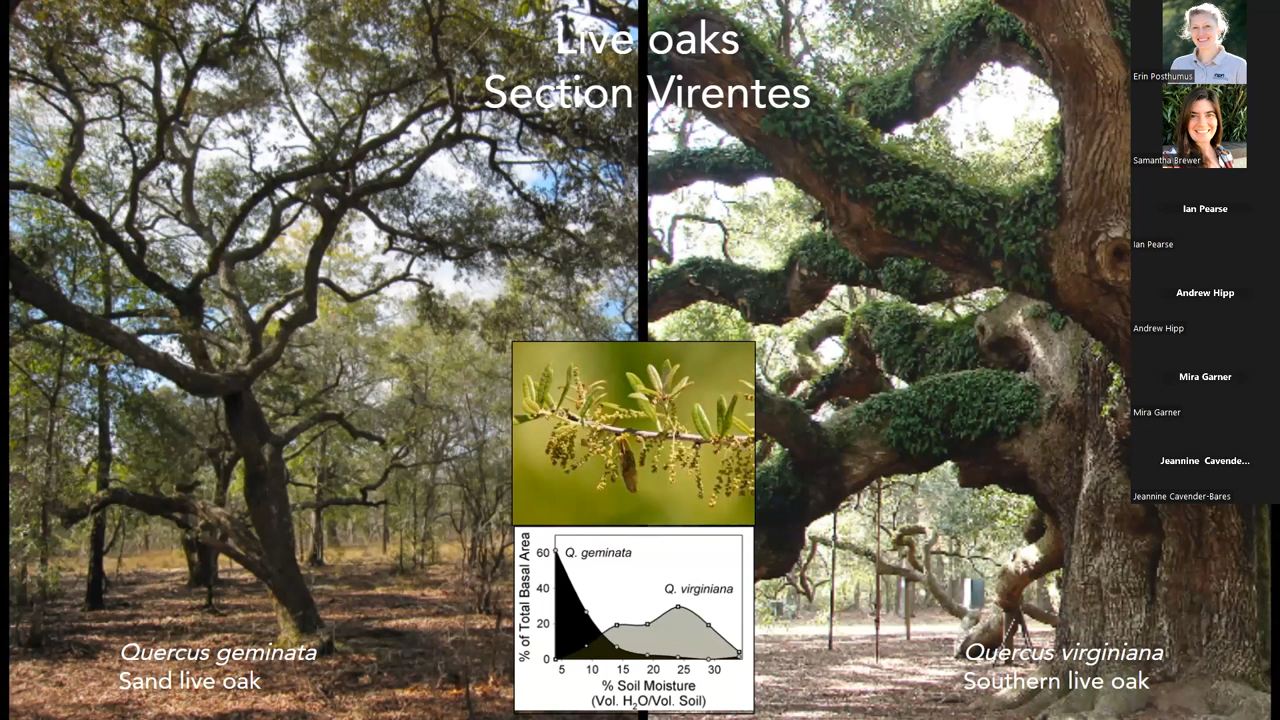 Live oaks
Section Virentes
Erin Posthumus
Samantha Brewer
Ian Pearse
Ian Pearse
Andrew Hipp
Andrew Hipp
Mira Garner
Mira Garner
Jeannine Cavende...
Jeannine Cavender-Bares
% of Total Basal Area
60
40
20
0
Q. geminata
Q. virginiana
5 10 15 20 25 30
% Soil Moisture
(Vol. H₂O/Vol. Soil)
Quercus geminata
Sand live oak
Quercus virginiana
Southern live oak